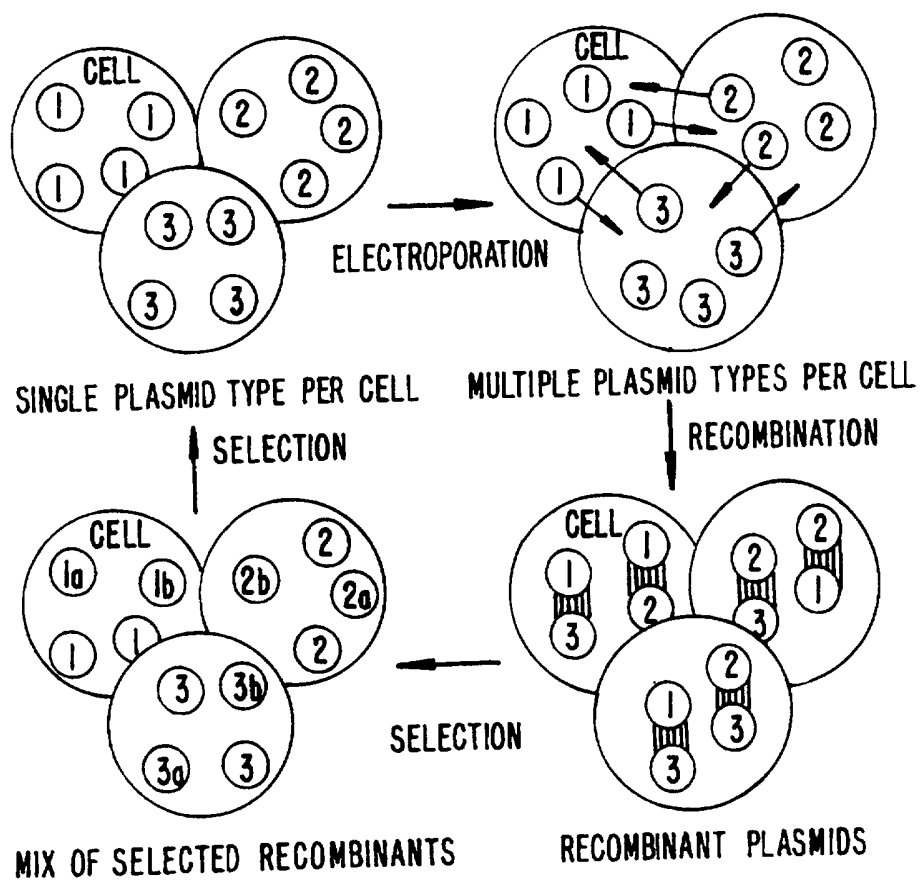 CELL
1
1
1
1
2
2
2
2
3
3
3
3
CELL
1
1
1
1
2
2
2
2
3
3
3
3
ELECTROPORATION
SINGLE PLASMID TYPE PER CELL
MULTIPLE PLASMID TYPES PER CELL
SELECTION
RECOMBINATION
CELL
1a
1b
1
1
2
2b
2a
2
3
3b
3a
3
CELL
1
3
1
2
2
3
2
1
1
3
2
3
SELECTION
MIX OF SELECTED RECOMBINANTS
RECOMBINANT PLASMIDS